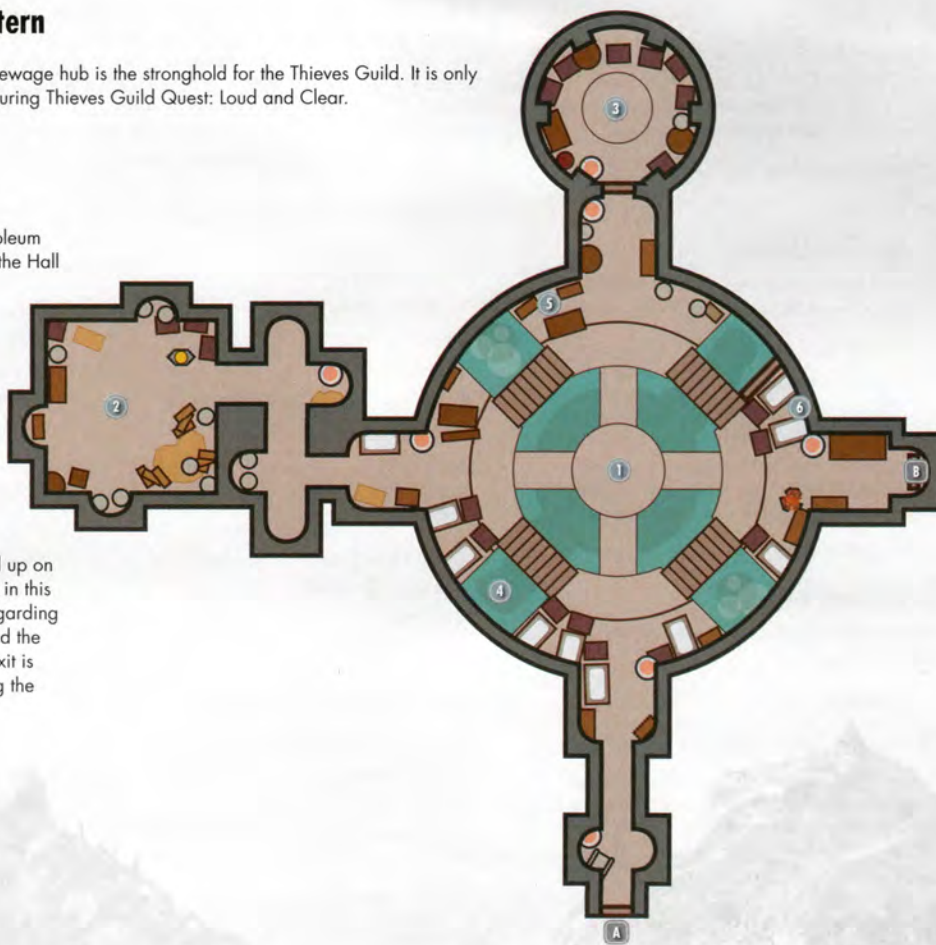 tern
ewage hub is the stronghold for the Thieves Guild. It is only
uring Thieves Guild Quest: Loud and Clear.
3
oleum
the Hall
5
2
6
1
B
4
l up on
in this
garding
d the
xit is
g the
A